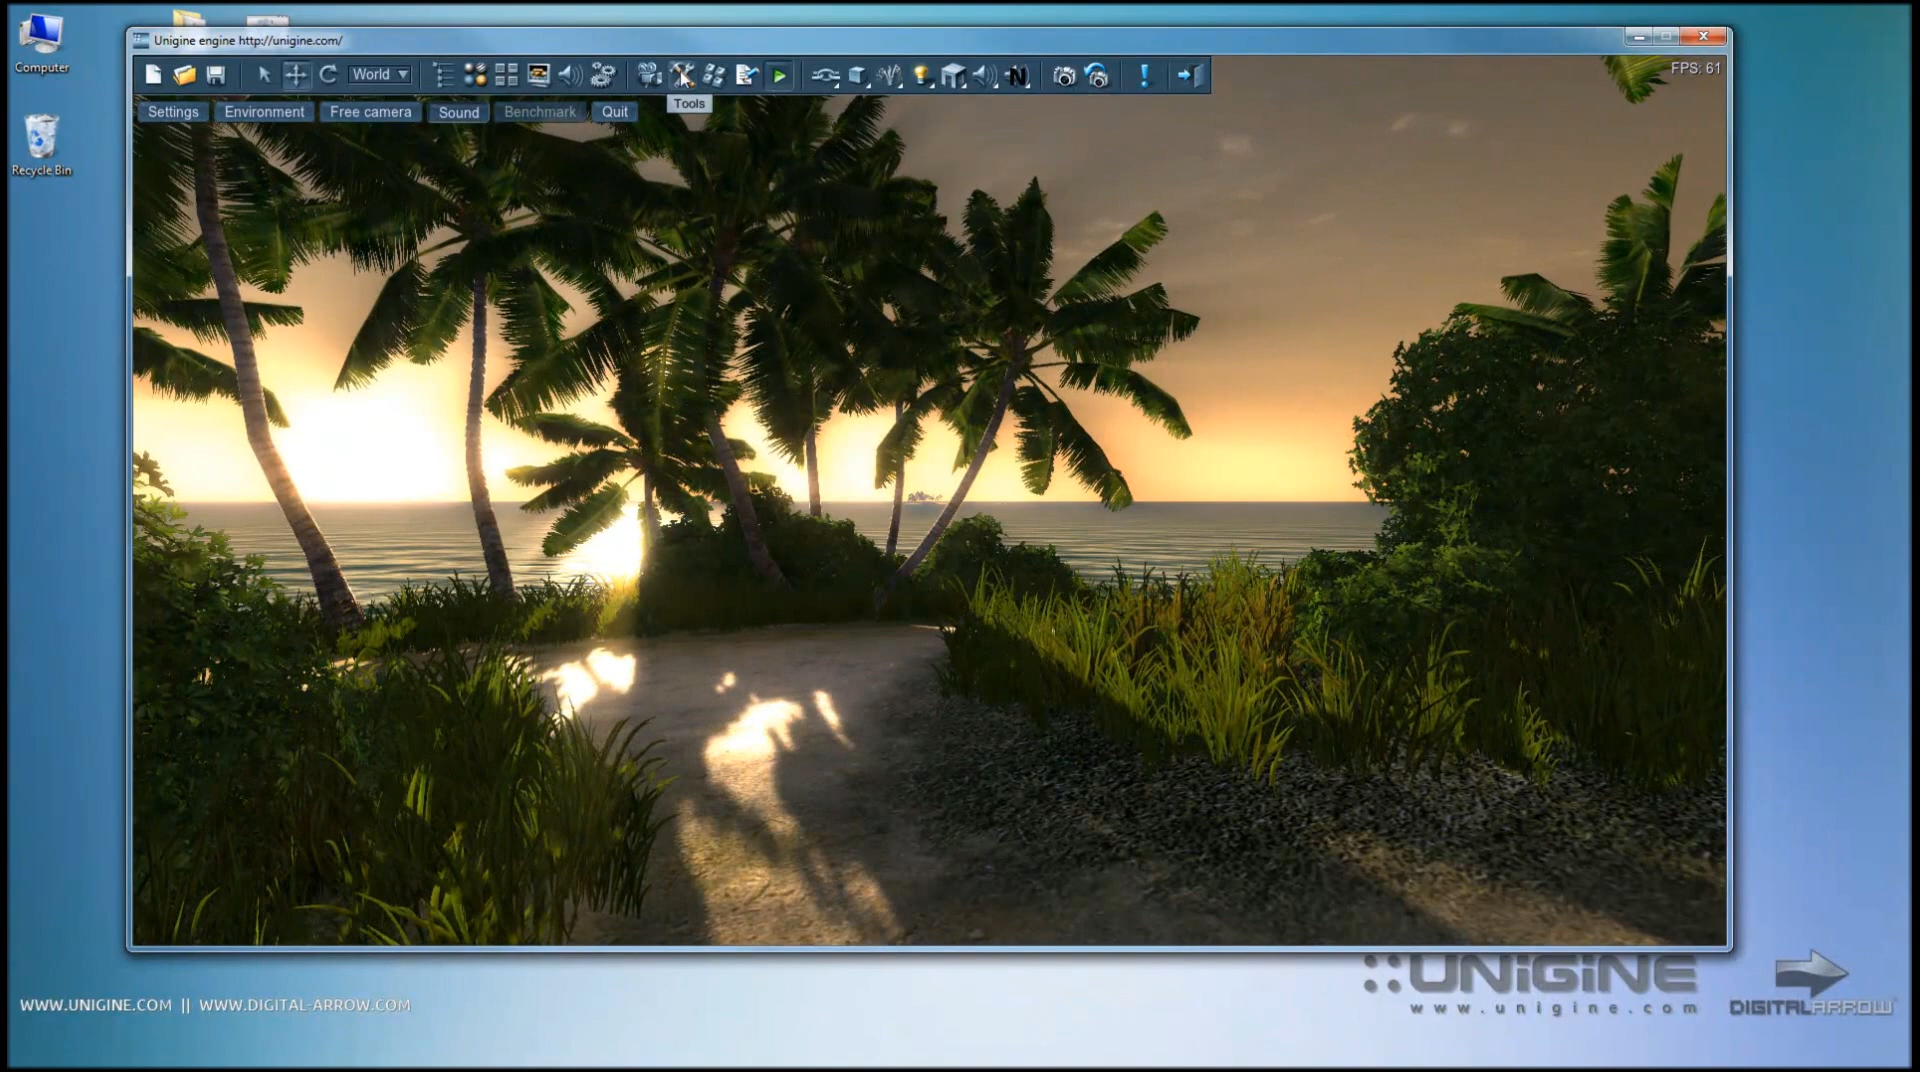 Computer
Recycle Bin
Unigine engine http://unigine.com/
World
FPS: 61
Tools
Settings
Environment
Free camera
Sound
Benchmark
Quit
N
WWW.UNIGINE.COM || WWW.DIGITAL-ARROW.COM
::UNiGiNE
www.unigine.com
DIGITALARROW